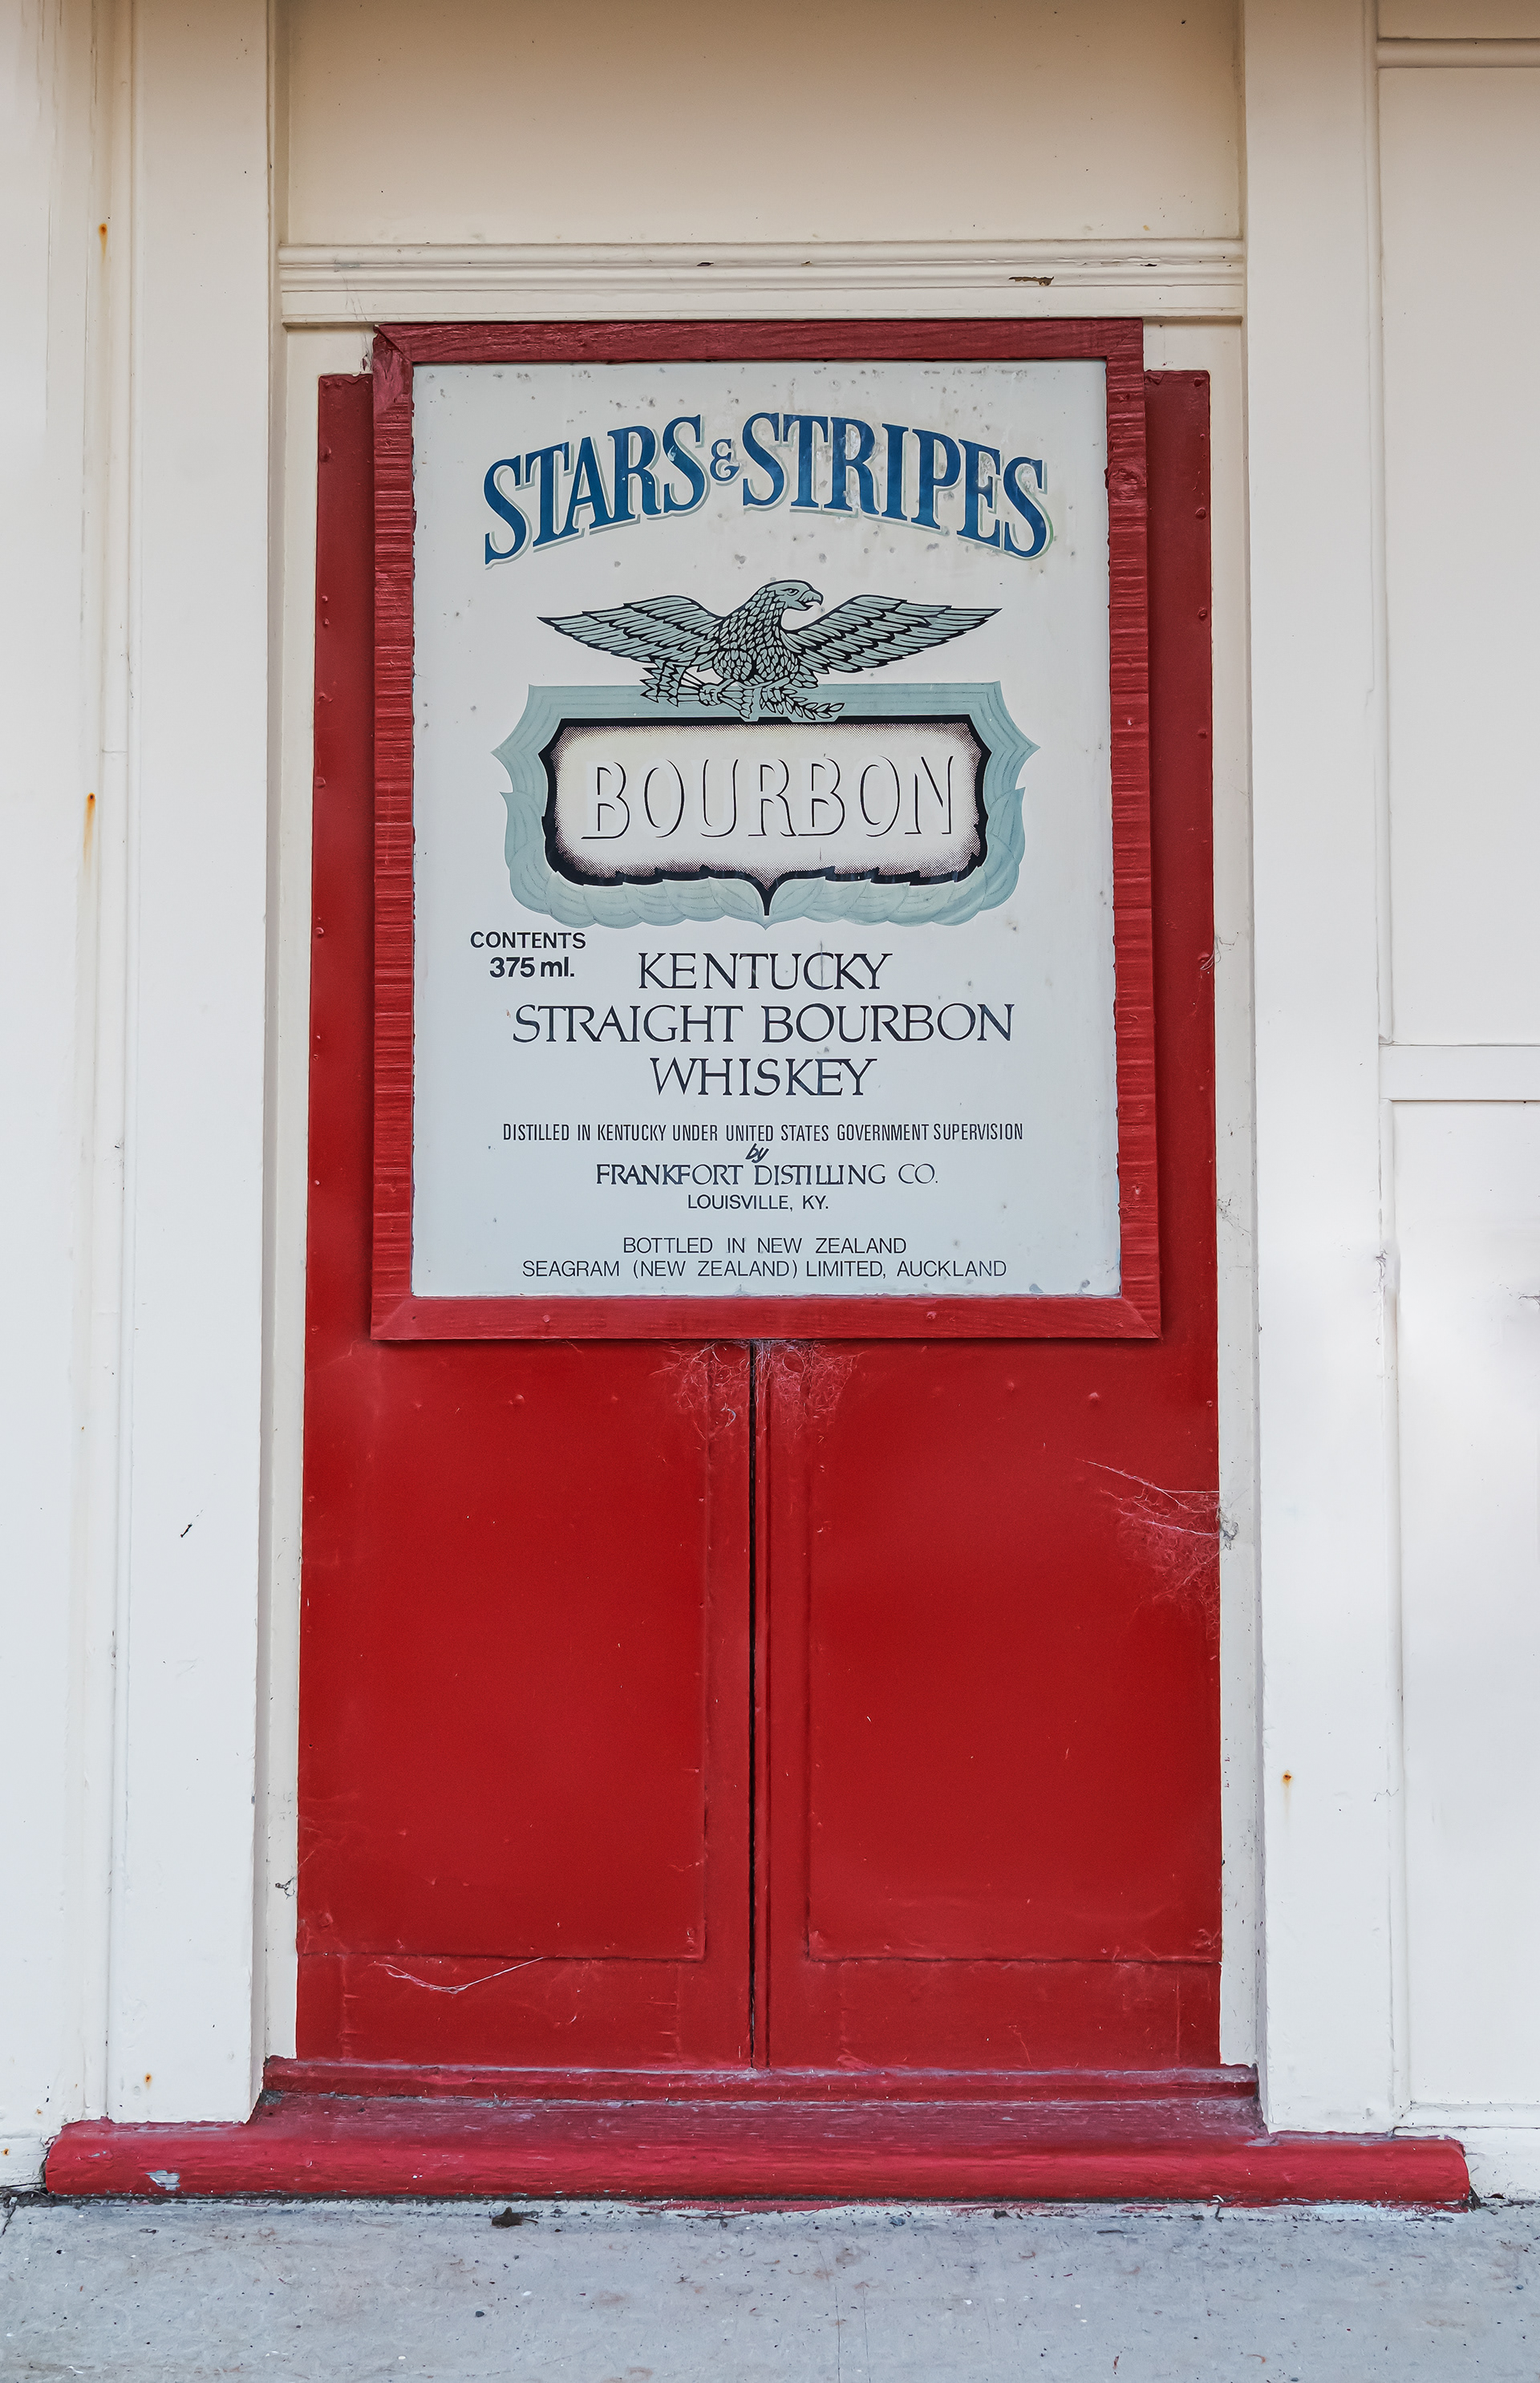 STARS & STRIPES
BOURBON
CONTENTS
375 ml.
KENTUCKY
STRAIGHT BOURBON
WHISKEY
DISTILLED IN KENTUCKY UNDER UNITED STATES GOVERNMENT SUPERVISION
by
FRANKFORT DISTILLING CO.
LOUISVILLE, KY.
BOTTLED IN NEW ZEALAND
SEAGRAM (NEW ZEALAND) LIMITED, AUCKLAND